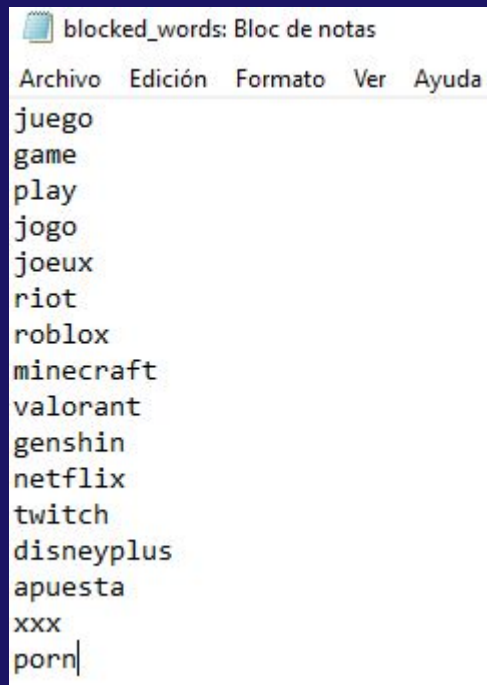 blocked_words: Bloc de notas
Archivo Edición Formato Ver Ayuda
juego
game
play
jogo
joeux
riot
roblox
minecraft
valorant
genshin
netflix
twitch
disneyplus
apuesta
xxx
porn